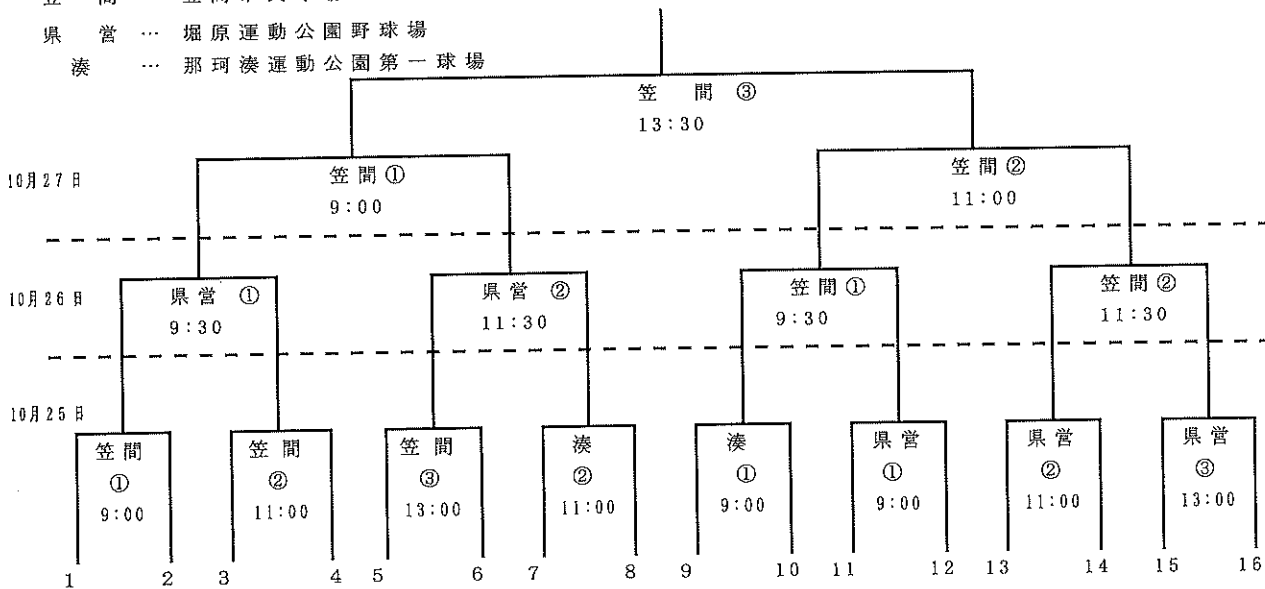 県 営 … 堀原運動公園野球場
湊 … 那珂湊運動公園第一球場
笠 間 ③
13:30
10月27日
笠間①
9:00
笠間②
11:00
10月26日
県営 ①
9:30
県営 ②
11:30
笠間①
9:30
笠間②
11:30
10月25日
笠間
①
9:00
笠間
②
11:00
笠間
③
13:00
湊
②
11:00
湊
①
9:00
県営
①
9:00
県営
②
11:00
県営
③
13:00
1 2 3 4 5 6 7 8 9 10 11 12 13 14 15 16